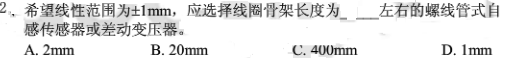 2、希望线性范围为±1mm，应选择线圈骨架长度为_ ___左右的螺线管式自
感传感器或差动变压器。
A. 2mm B. 20mm C. 400mm D. 1mm